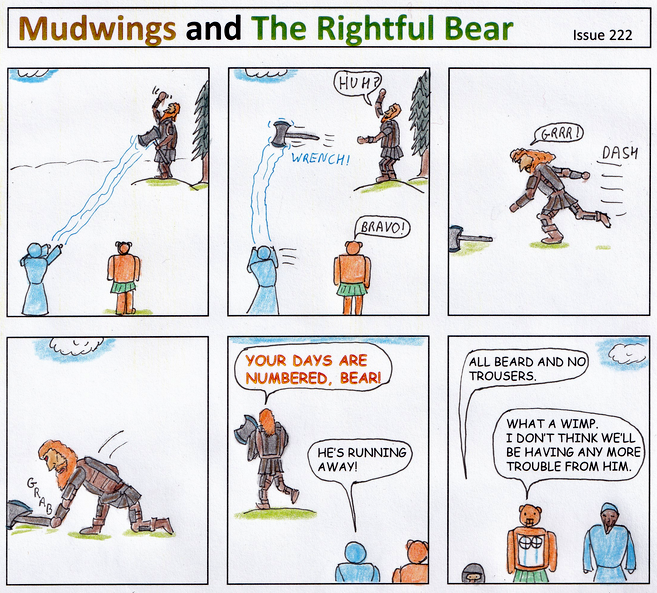 Mudwings and The Rightful Bear
Issue 222
HUH?
WRENCH!
BRAVO!
GRRR!
DASH
GRAB
YOUR DAYS ARE
NUMBERED, BEAR!
HE'S RUNNING
AWAY!
ALL BEARD AND NO
TROUSERS.
WHAT A WIMP.
I DON'T THINK WE'LL
BE HAVING ANY MORE
TROUBLE FROM HIM.